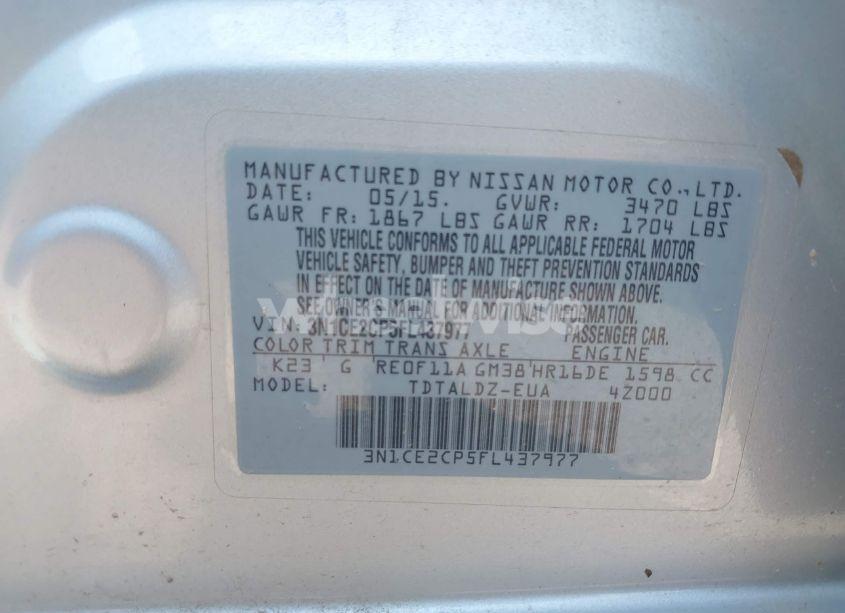 MANUFACTURED BY NISSAN MOTOR CO., LTD.
DATE: 05/15. GVWR: 3470 LBS
GAWR FR: 1867 LBS GAWR RR: 1704 LBS
THIS VEHICLE CONFORMS TO ALL APPLICABLE FEDERAL MOTOR
VEHICLE SAFETY, BUMPER AND THEFT PREVENTION STANDARDS
IN EFFECT ON THE DATE OF MANUFACTURE SHOWN ABOVE.
SEE OWNER'S MANUAL FOR ADDITIONAL INFORMATION.
VIN: 3N1CE2CP5FL437977 PASSENGER CAR.
COLOR TRIM TRANS AXLE ENGINE
K23 G RE0F11A GM38 HR16DE 1598 CC
MODEL: TDTALDZ-EUA 4Z000
3N1CE2CP5FL437977